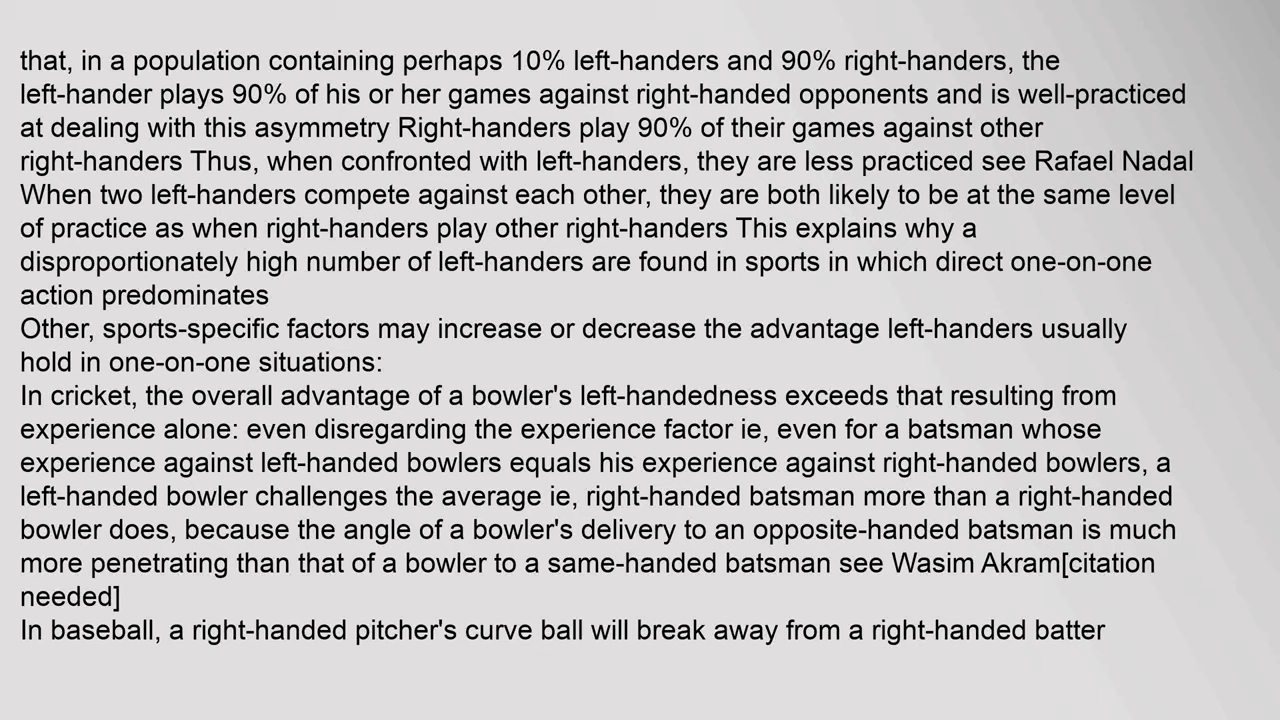 that, in a population containing perhaps 10% left-handers and 90% right-handers, the
left-hander plays 90% of his or her games against right-handed opponents and is well-practiced
at dealing with this asymmetry Right-handers play 90% of their games against other
right-handers Thus, when confronted with left-handers, they are less practiced see Rafael Nadal
When two left-handers compete against each other, they are both likely to be at the same level
of practice as when right-handers play other right-handers This explains why a
disproportionately high number of left-handers are found in sports in which direct one-on-one
action predominates
Other, sports-specific factors may increase or decrease the advantage left-handers usually
hold in one-on-one situations:
In cricket, the overall advantage of a bowler's left-handedness exceeds that resulting from
experience alone: even disregarding the experience factor ie, even for a batsman whose
experience against left-handed bowlers equals his experience against right-handed bowlers, a
left-handed bowler challenges the average ie, right-handed batsman more than a right-handed
bowler does, because the angle of a bowler's delivery to an opposite-handed batsman is much
more penetrating than that of a bowler to a same-handed batsman see Wasim Akram[citation
needed]
In baseball, a right-handed pitcher's curve ball will break away from a right-handed batter